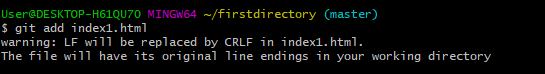 User@DESKTOP-H61QU7O MINGW64 ~/firstdirectory (master)
$ git add index1.html
warning: LF will be replaced by CRLF in index1.html.
The file will have its original line endings in your working directory